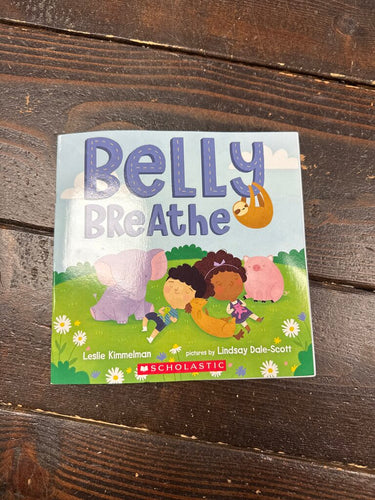 BeLLy
BReAthe
Leslie Kimmelman
pictures by Lindsay Dale-Scott
SCHOLASTIC